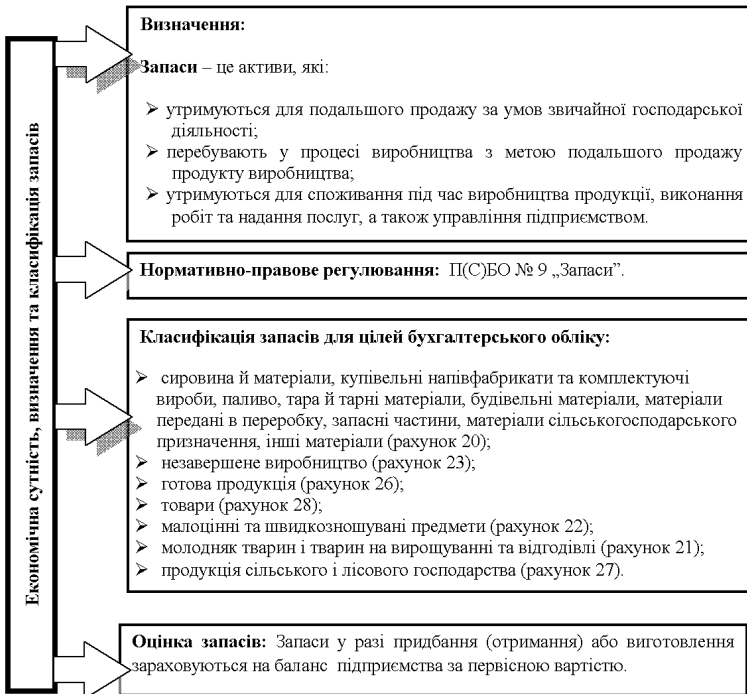 Економічна сутність, визначення та класифікація запасів
Визначення:
Запаси – це активи, які:
➢ утримуються для подальшого продажу за умов звичайної господарської
діяльності;
➢ перебувають у процесі виробництва з метою подальшого продажу
продукту виробництва;
➢ утримуються для споживання під час виробництва продукції, виконання
робіт та надання послуг, а також управління підприємством.
Нормативно-правове регулювання: П(С)БО № 9 „Запаси”.
Класифікація запасів для цілей бухгалтерського обліку:
➢ сировина й матеріали, купівельні напівфабрикати та комплектуючі
вироби, паливо, тара й тарні матеріали, будівельні матеріали, матеріали
передані в переробку, запасні частини, матеріали сільськогосподарського
призначення, інші матеріали (рахунок 20);
➢ незавершене виробництво (рахунок 23);
➢ готова продукція (рахунок 26);
➢ товари (рахунок 28);
➢ малоцінні та швидкозношувані предмети (рахунок 22);
➢ молодняк тварин і тварин на вирощуванні та відгодівлі (рахунок 21);
➢ продукція сільського і лісового господарства (рахунок 27).
Оцінка запасів: Запаси у разі придбання (отримання) або виготовлення
зараховуються на баланс підприємства за первісною вартістю.